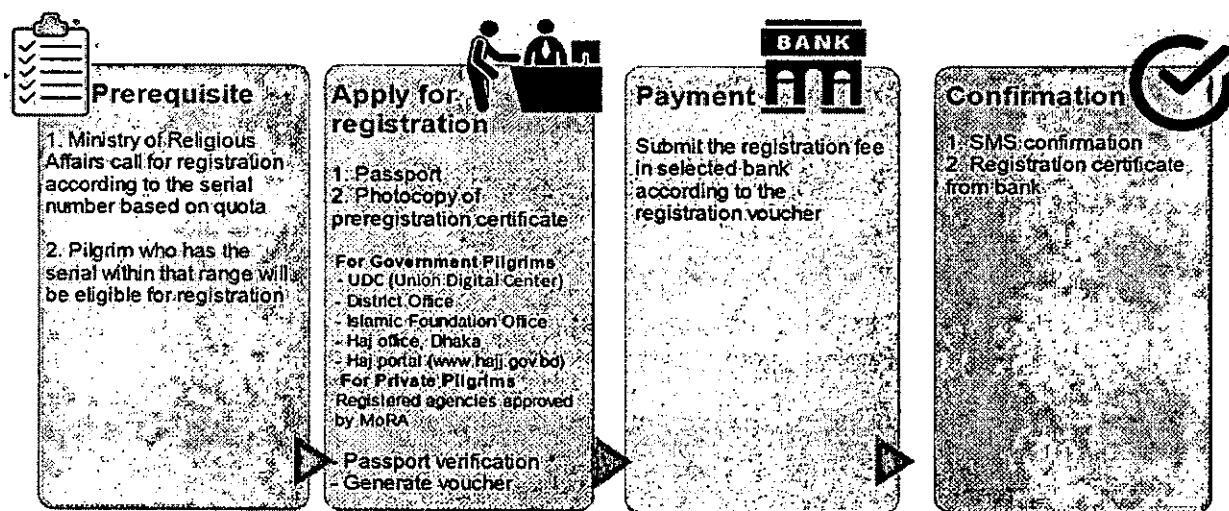 Prerequisite
1. Ministry of Religious
Affairs call for registration
according to the serial
number based on quota
2. Pilgrim who has the
serial within that range will
be eligible for registration
Apply for
registration
1. Passport
2. Photocopy of
preregistration certificate
For Government Pilgrims
- UDC (Union Digital Center)
- District Office
- Islamic Foundation Office
- Haj office, Dhaka
- Haj portal (www.hajj.gov.bd)
For Private Pilgrims
Registered agencies approved
by MoRA
- Passport verification
- Generate voucher
BANK
Payment
Submit the registration fee
in selected bank
according to the
registration voucher
Confirmation
1. SMS confirmation
2. Registration certificate
from bank